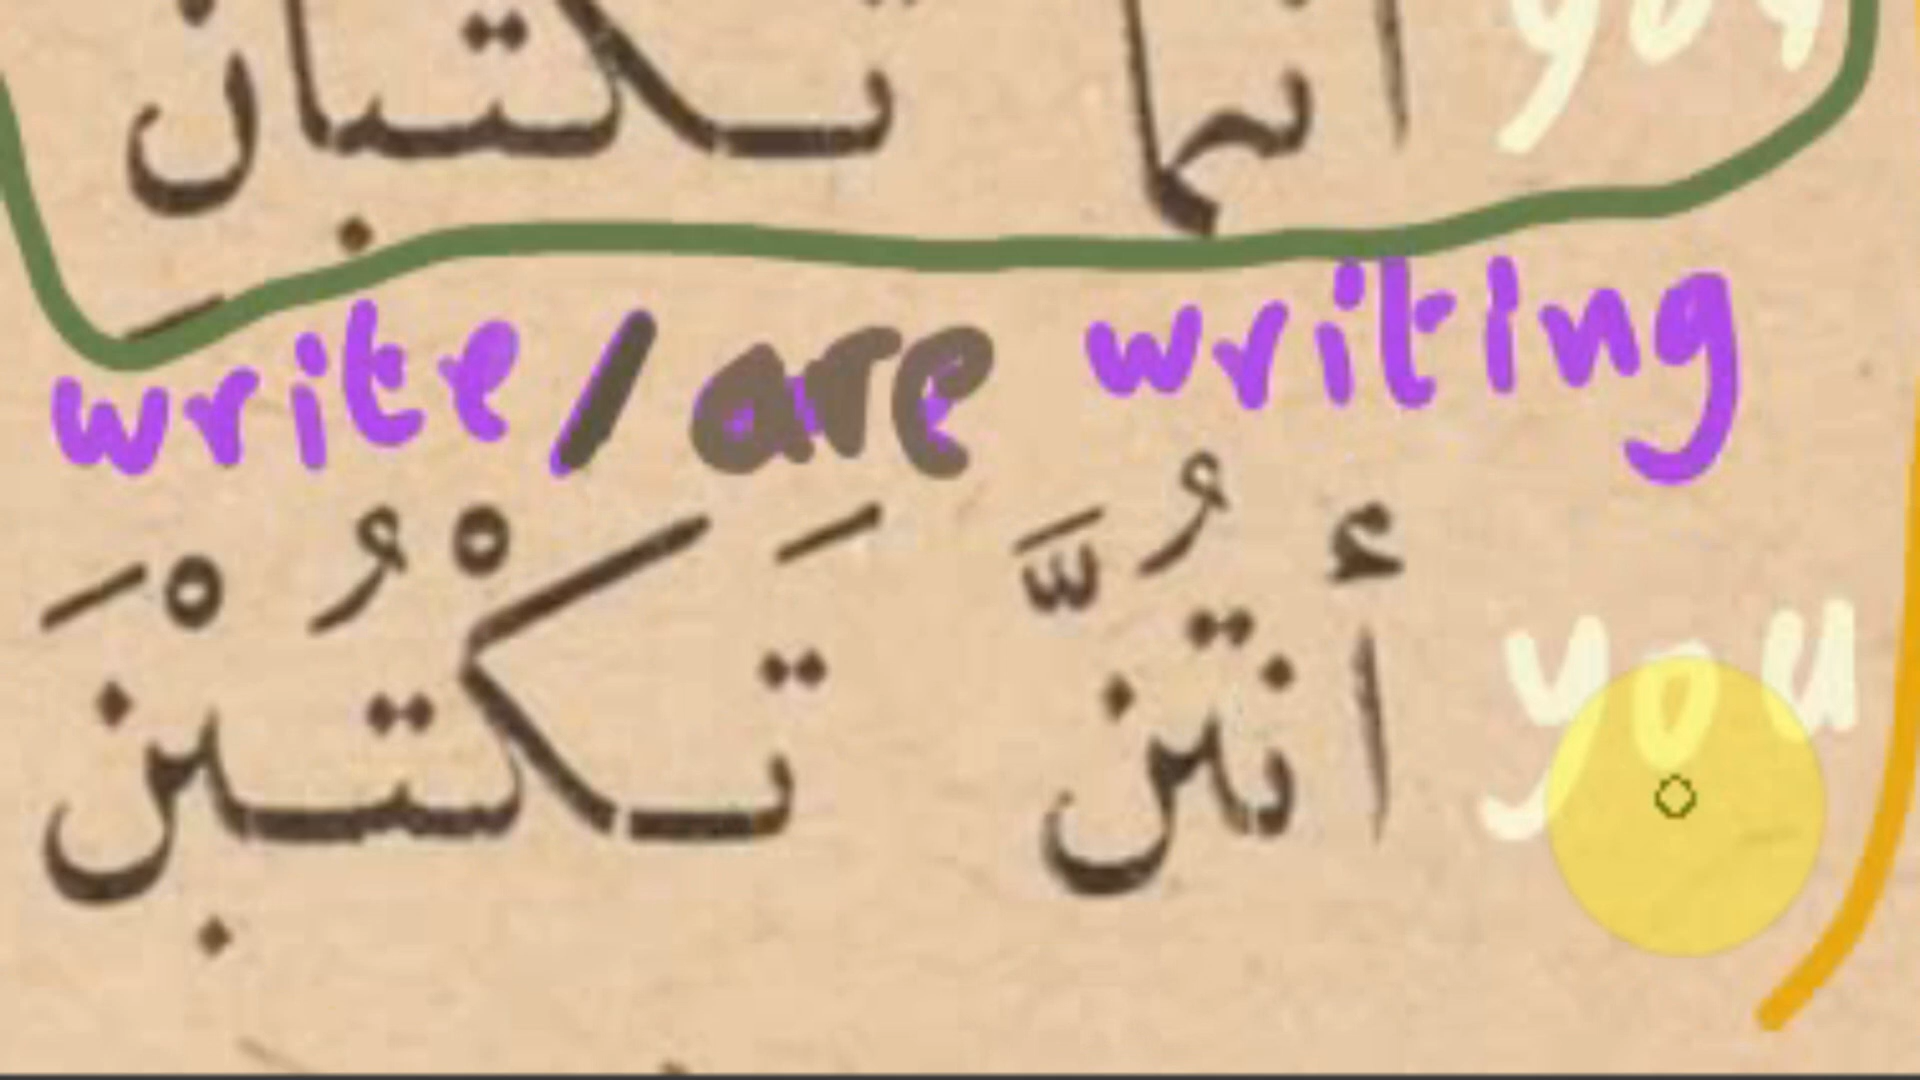 you أنتما تكتبان
write / are writing
you أَنْتُنَّ تَكْتُبْنَ